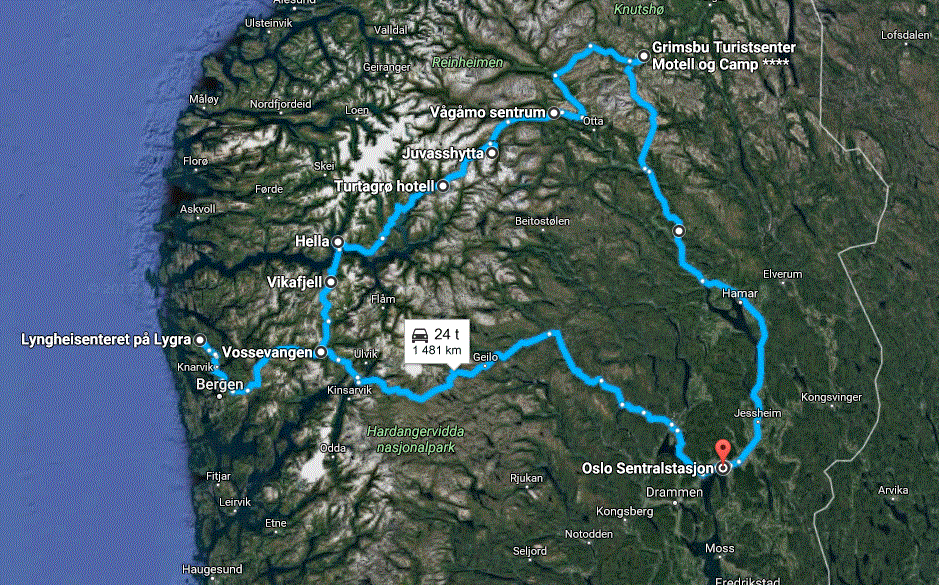 Ålesund
Knutshø
Ulsteinvik
Valldal
Lofsdalen
Grimsbu Turistsenter
Motell og Camp ****
Geiranger
Reinheimen
Måløy
Nordfjordeid
Loen
Vågåmo sentrum
Otta
Juvasshytta
Florø
Skei
Turtagrø hotell
Førde
Askvoll
Beitostølen
Hella
Elverum
Vikafjell
Flåm
Hamar
24 t
1 481 km
Lyngheisenteret på Lygra
Vossevangen
Ulvik
Geilo
Knarvik
Bergen
Kinsarvik
Kongsvinger
Jessheim
Hardangervidda
nasjonalpark
Odda
Oslo Sentralstasjon
Fitjar
Rjukan
Drammen
Arvika
Leirvik
Kongsberg
Etne
Notodden
Seljord
Moss
Haugesund
Fredrikstad